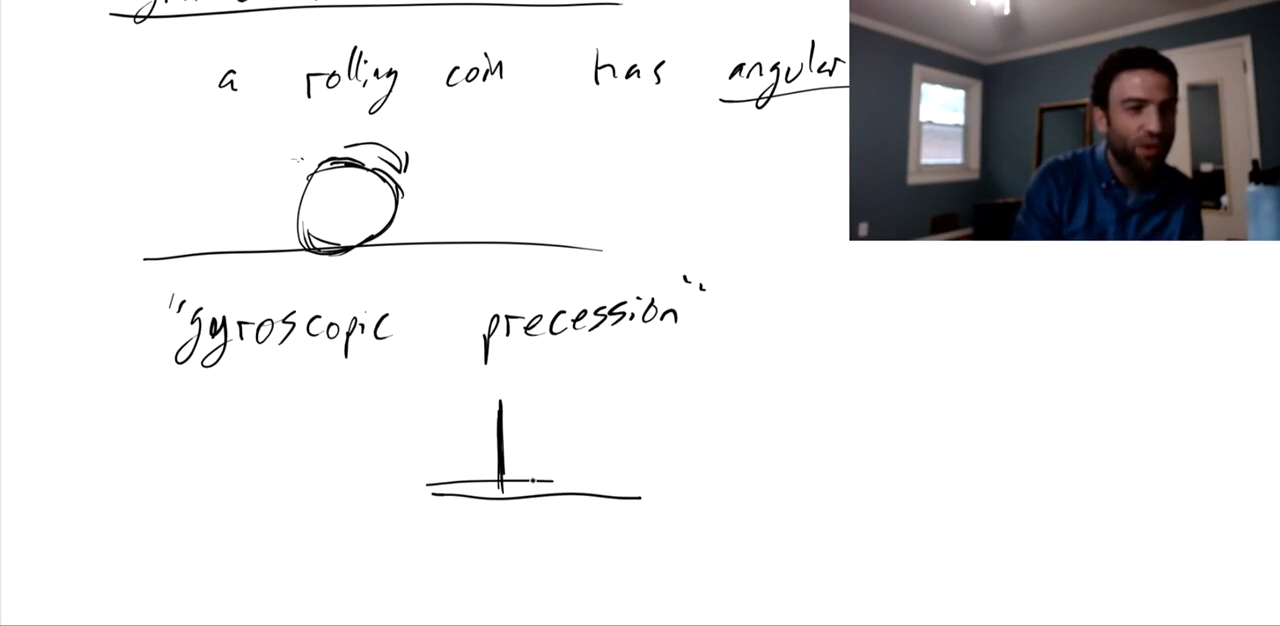 a rolling coin has angular
"gyroscopic precession"